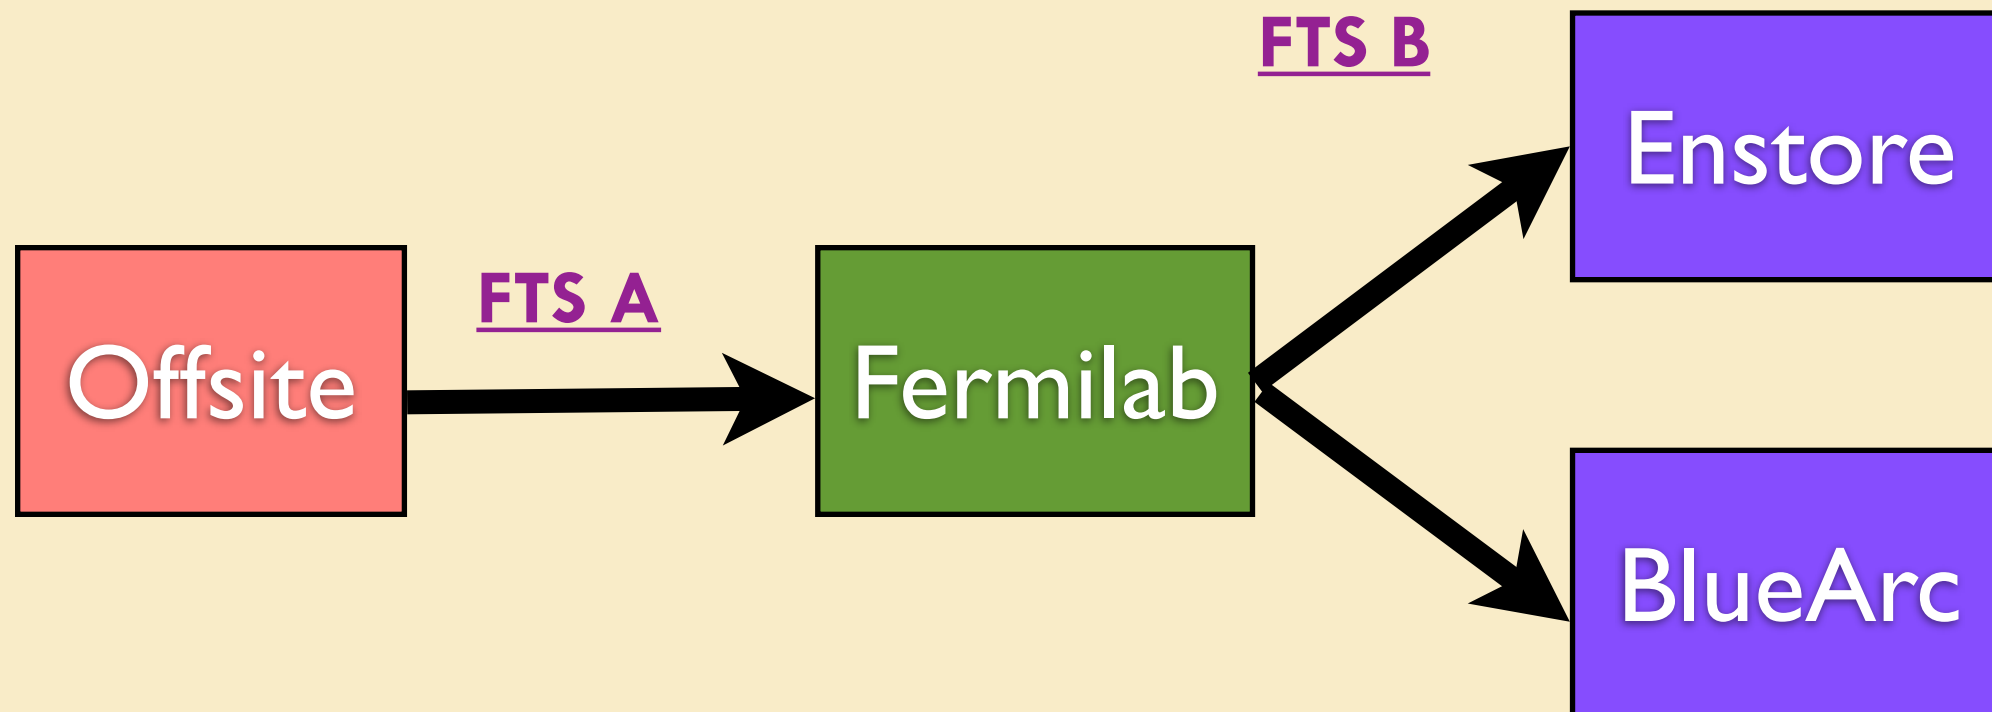 FTS B
Enstore
FTS A
Offsite
Fermilab
BlueArc